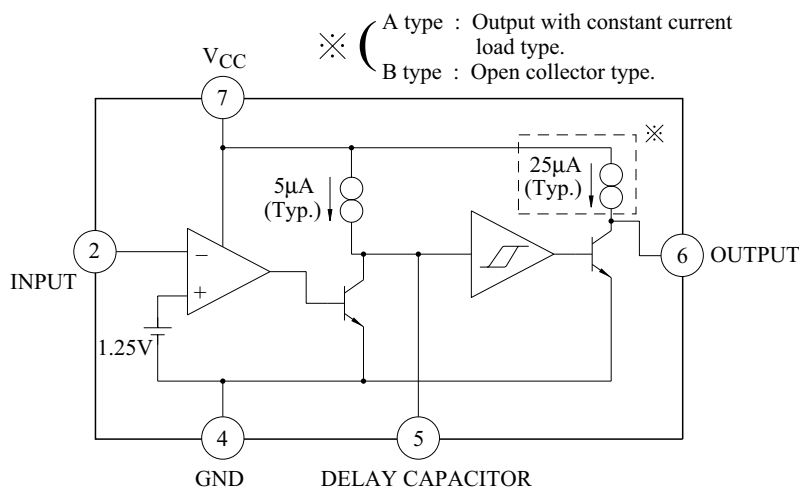 ※ ( A type : Output with constant current
load type.
B type : Open collector type.
VCC
7
※
25μA
(Typ.)
5μA
(Typ.)
2
INPUT
−
+
6
OUTPUT
1.25V
4
GND
5
DELAY CAPACITOR